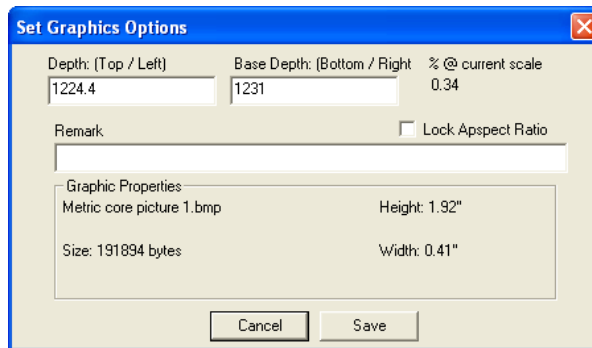 Set Graphics Options
Depth: (Top / Left) Base Depth: (Bottom / Right % @ current scale
1224.4 1231 0.34
Remark Lock Apspect Ratio
Graphic Properties
Metric core picture 1.bmp Height: 1.92"
Size: 191894 bytes Width: 0.41"
Cancel Save